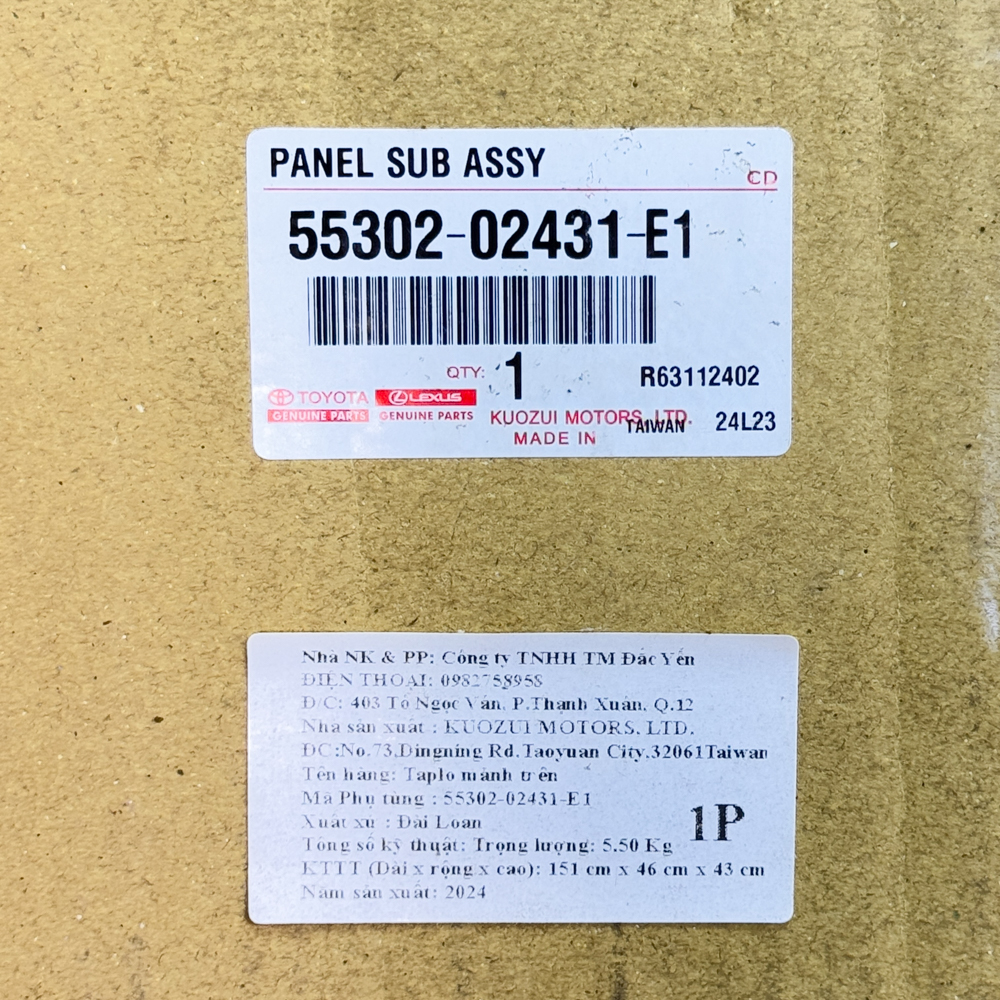 PANEL SUB ASSY
CD
55302-02431-E1
QTY: 1
R63112402
TOYOTA LEXUS
GENUINE PARTS GENUINE PARTS
KUOZUI MOTORS, LTD.
MADE IN TAIWAN 24L23
Nhà NK & PP: Công ty TNHH TM Đắc Yến
ĐIỆN THOẠI: 0982758958
Đ/C: 403 Tô Ngọc Vân, P.Thạnh Xuân, Q.12
Nhà sản xuất : KUOZUI MOTORS, LTD.
ĐC:No.73,Dingning Rd,Taoyuan City,32061Taiwan
Tên hàng: Taplo mảnh trên
Mã Phụ tùng : 55302-02431-E1
Xuất xứ : Đài Loan
Tổng số kỹ thuật: Trọng lượng: 5.50 Kg
KTTT (Dài x rộng x cao): 151 cm x 46 cm x 43 cm
Năm sản xuất: 2024
1P